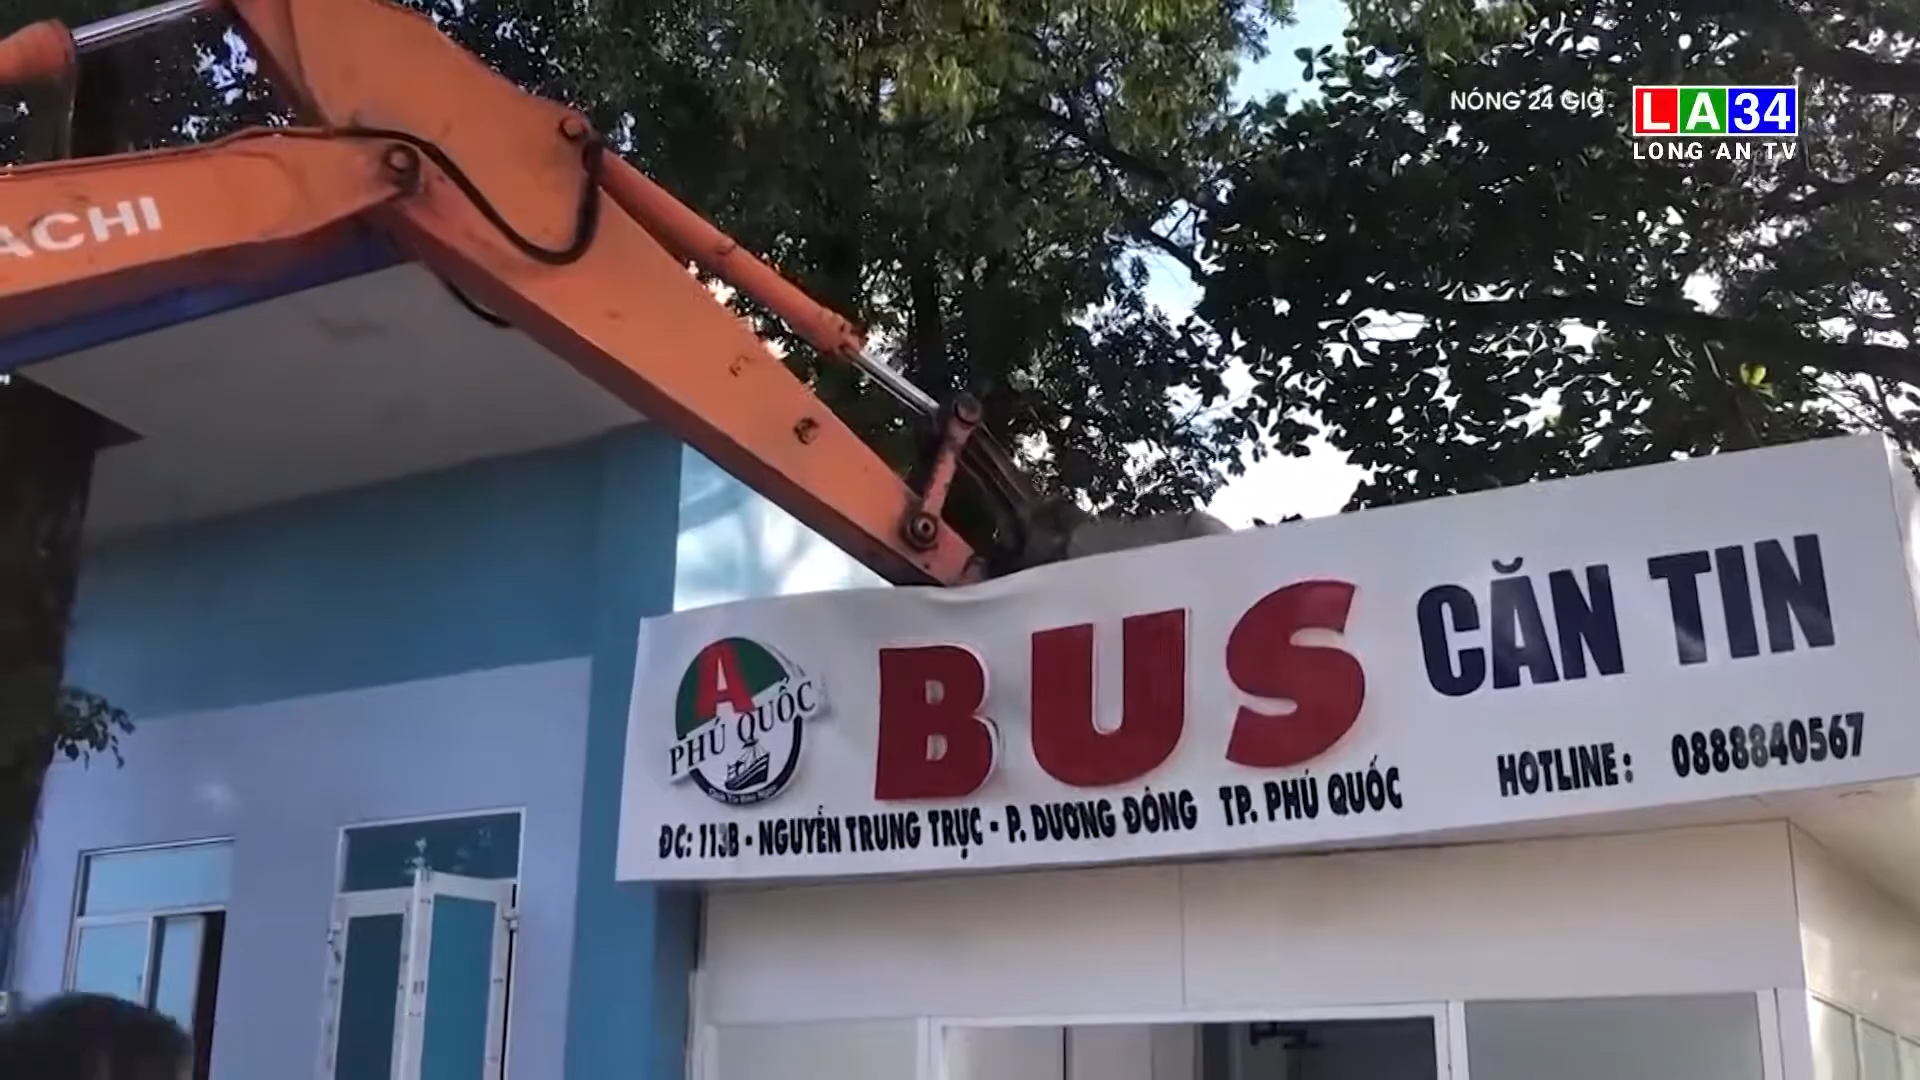 NÓNG 24 GIỜ
LA34
LONG AN TV
ACHI
A
PHÚ QUỐC
BUS
CĂN TIN
HOTLINE: 0888840567
ĐC: 113B - NGUYỄN TRUNG TRỰC - P. DƯƠNG ĐÔNG TP. PHÚ QUỐC